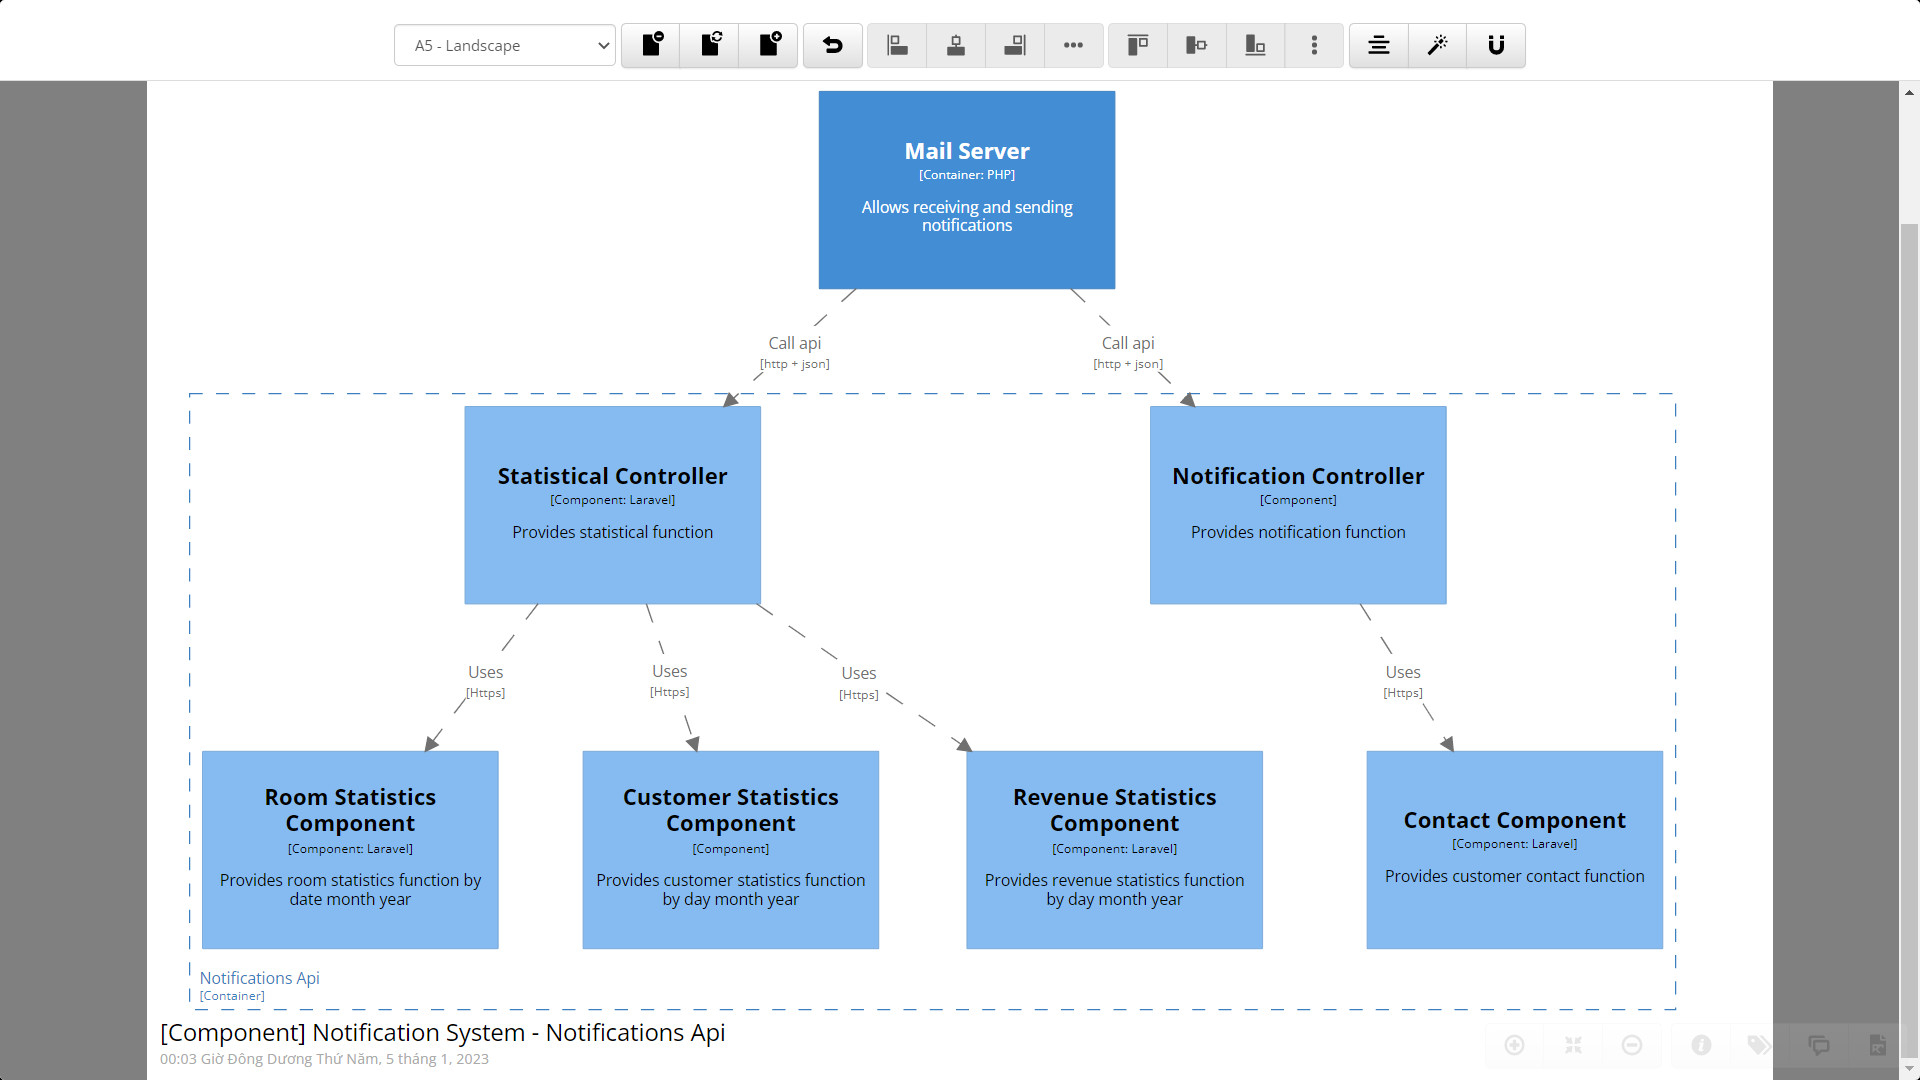 A5 - Landscape
Mail Server
[Container: PHP]
Allows receiving and sending
notifications
Call api
[http + json]
Call api
[http + json]
Statistical Controller
[Component: Laravel]
Provides statistical function
Notification Controller
[Component]
Provides notification function
Uses
[Https]
Uses
[Https]
Uses
[Https]
Uses
[Https]
Room Statistics
Component
[Component: Laravel]
Provides room statistics function by
date month year
Customer Statistics
Component
[Component]
Provides customer statistics function
by day month year
Revenue Statistics
Component
[Component: Laravel]
Provides revenue statistics function
by day month year
Contact Component
[Component: Laravel]
Provides customer contact function
Notifications Api
[Container]
[Component] Notification System - Notifications Api
00:03 Giờ Đông Dương Thứ Năm, 5 tháng 1, 2023